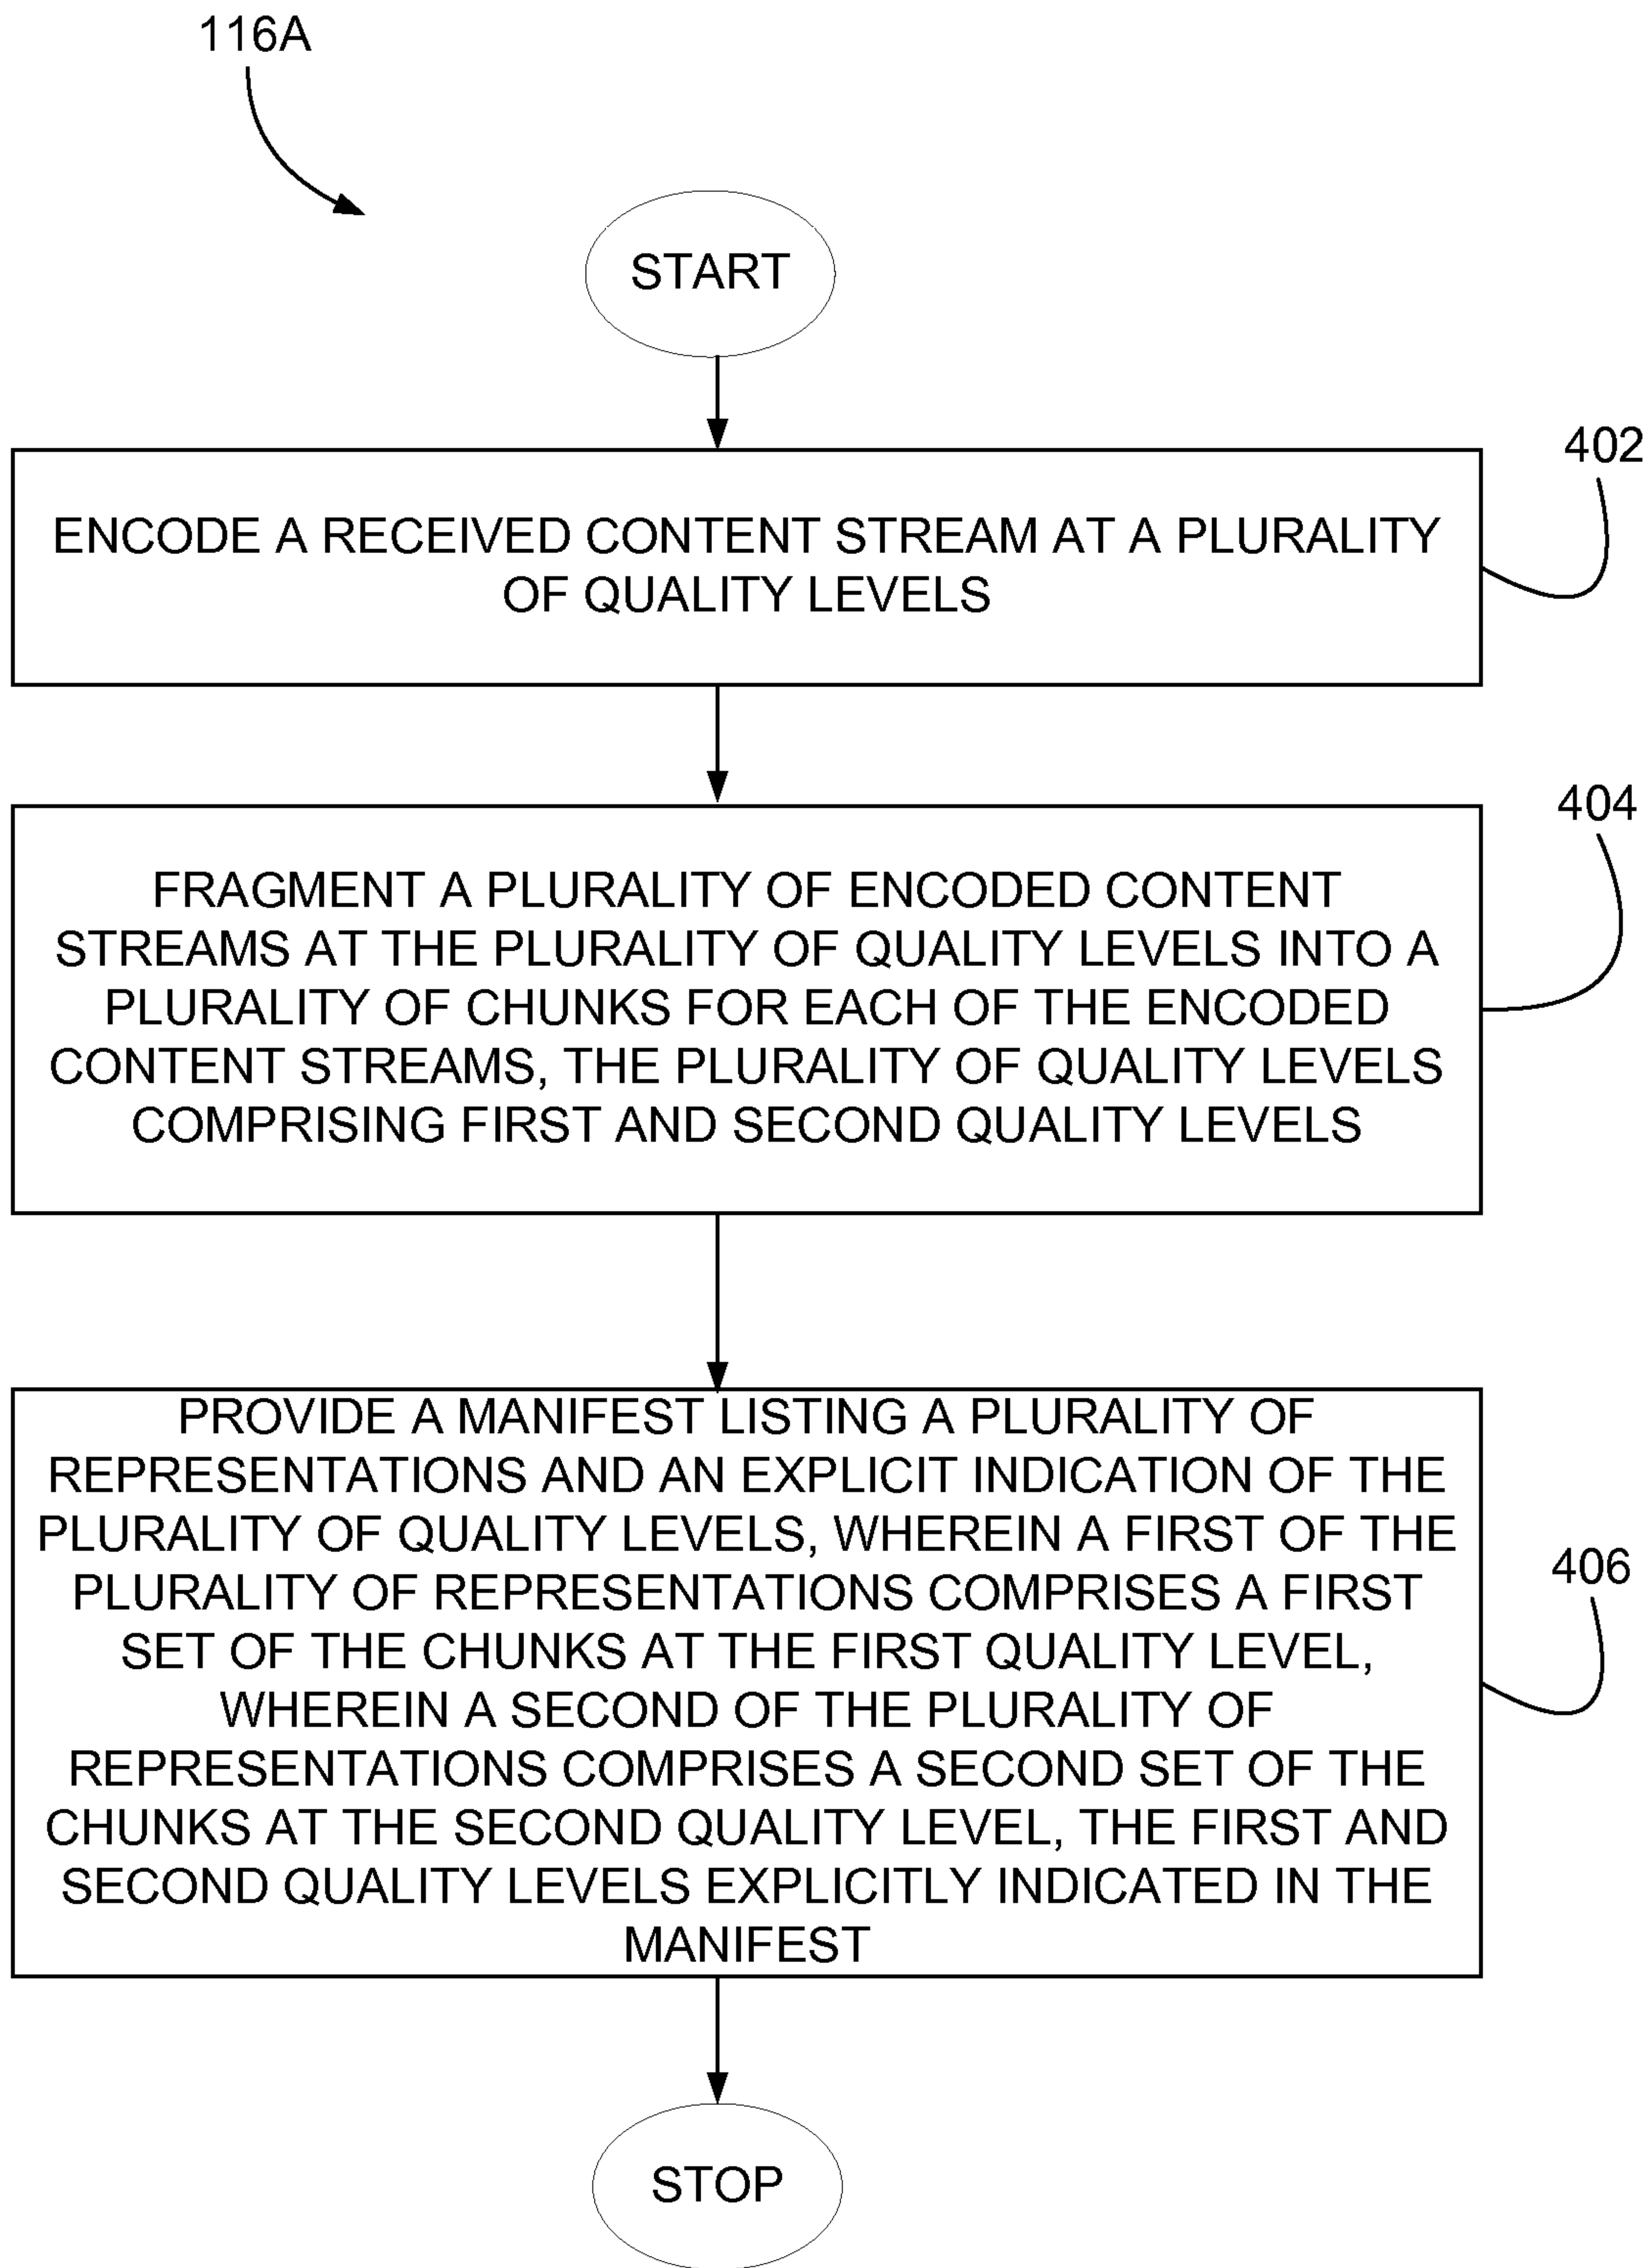 116A
START
402
ENCODE A RECEIVED CONTENT STREAM AT A PLURALITY
OF QUALITY LEVELS
404
FRAGMENT A PLURALITY OF ENCODED CONTENT
STREAMS AT THE PLURALITY OF QUALITY LEVELS INTO A
PLURALITY OF CHUNKS FOR EACH OF THE ENCODED
CONTENT STREAMS, THE PLURALITY OF QUALITY LEVELS
COMPRISING FIRST AND SECOND QUALITY LEVELS
406
PROVIDE A MANIFEST LISTING A PLURALITY OF
REPRESENTATIONS AND AN EXPLICIT INDICATION OF THE
PLURALITY OF QUALITY LEVELS, WHEREIN A FIRST OF THE
PLURALITY OF REPRESENTATIONS COMPRISES A FIRST
SET OF THE CHUNKS AT THE FIRST QUALITY LEVEL,
WHEREIN A SECOND OF THE PLURALITY OF
REPRESENTATIONS COMPRISES A SECOND SET OF THE
CHUNKS AT THE SECOND QUALITY LEVEL, THE FIRST AND
SECOND QUALITY LEVELS EXPLICITLY INDICATED IN THE
MANIFEST
STOP